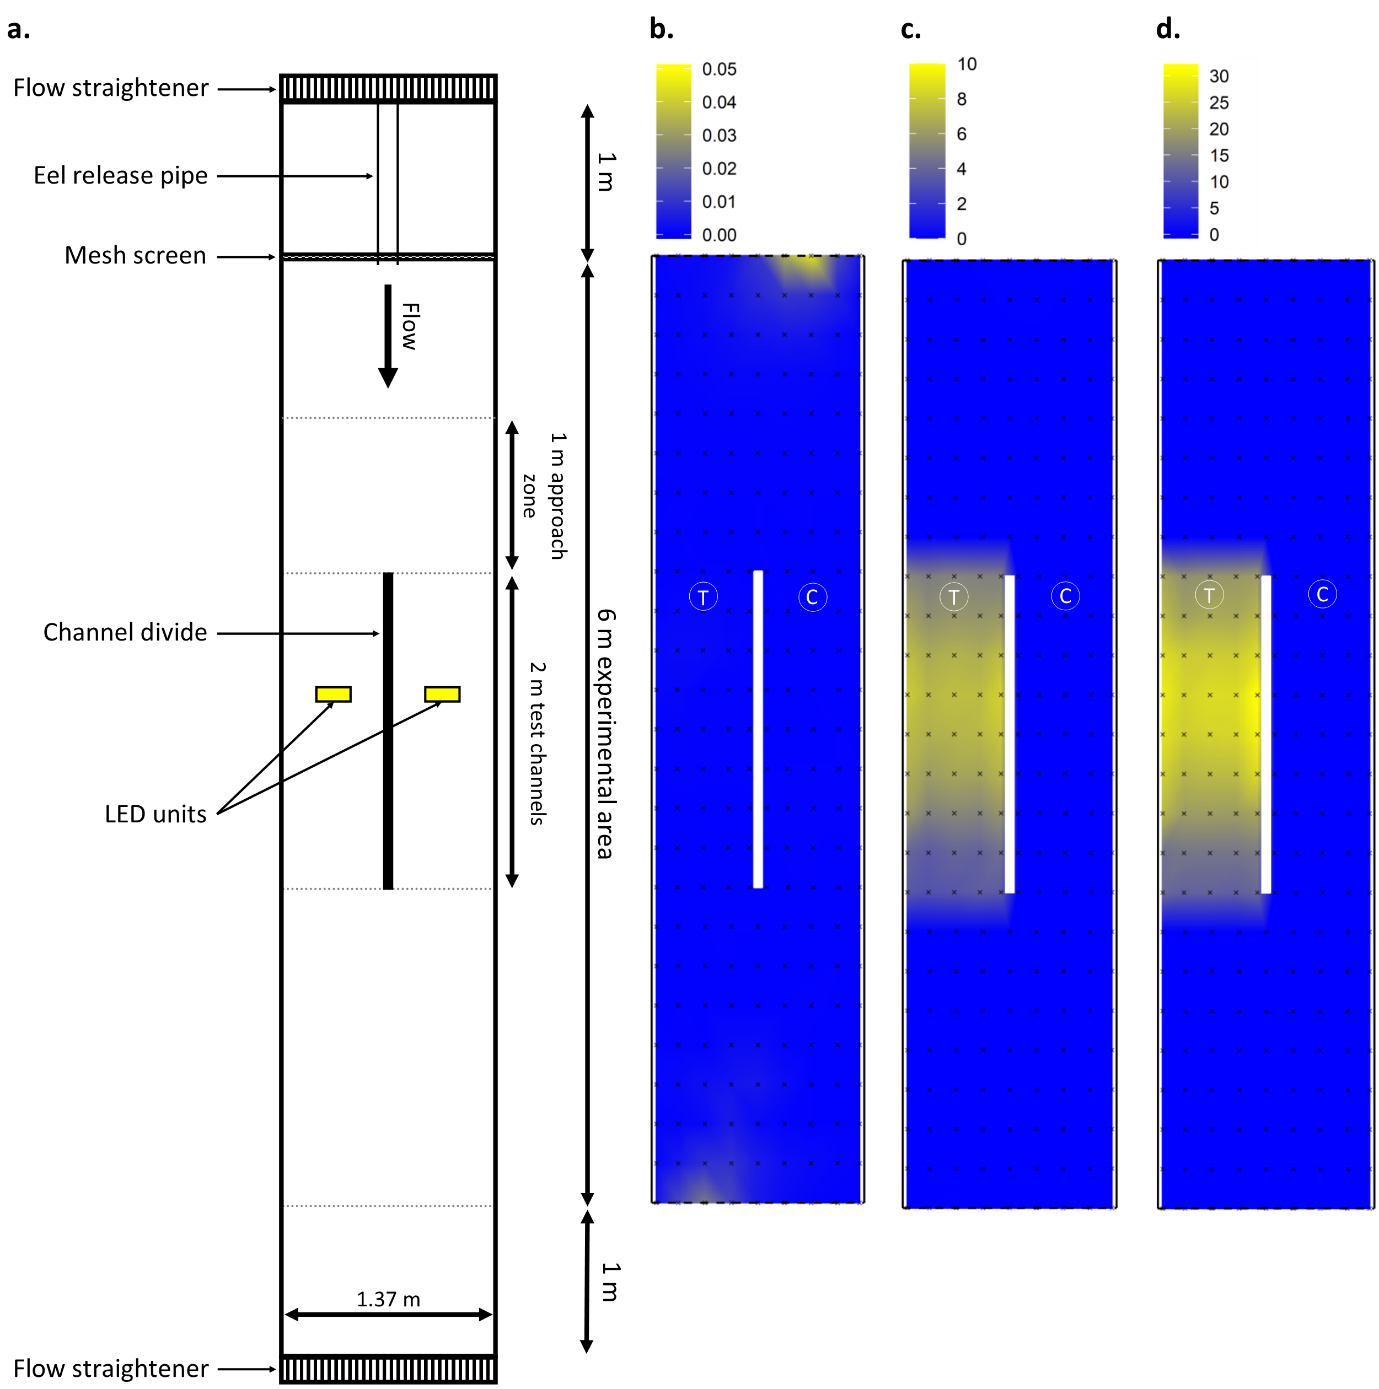 a.
Flow straightener
Eel release pipe
Mesh screen
Flow
Channel divide
LED units
Flow straightener
1.37 m
1 m
1 m approach
zone
2 m test channels
6 m experimental area
1 m
b.
0.05
0.04
0.03
0.02
0.01
0.00
T
C
c.
10
8
6
4
2
0
T
C
d.
30
25
20
15
10
5
0
T
C